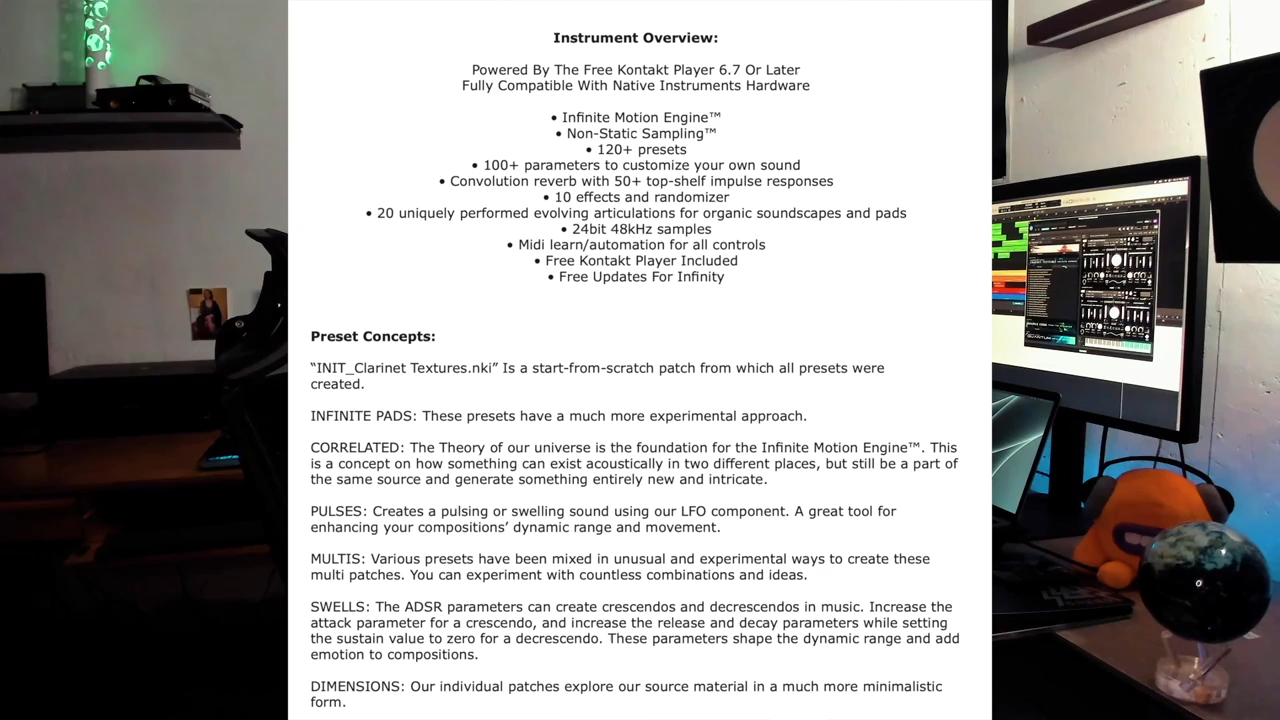 Instrument Overview:
Powered By The Free Kontakt Player 6.7 Or Later
Fully Compatible With Native Instruments Hardware
• Infinite Motion Engine™
• Non-Static Sampling™
• 120+ presets
• 100+ parameters to customize your own sound
• Convolution reverb with 50+ top-shelf impulse responses
• 10 effects and randomizer
• 20 uniquely performed evolving articulations for organic soundscapes and pads
• 24bit 48kHz samples
• Midi learn/automation for all controls
• Free Kontakt Player Included
• Free Updates For Infinity
Preset Concepts:
“INIT_Clarinet Textures.nki” Is a start-from-scratch patch from which all presets were
created.
INFINITE PADS: These presets have a much more experimental approach.
CORRELATED: The Theory of our universe is the foundation for the Infinite Motion Engine™. This
is a concept on how something can exist acoustically in two different places, but still be a part of
the same source and generate something entirely new and intricate.
PULSES: Creates a pulsing or swelling sound using our LFO component. A great tool for
enhancing your compositions’ dynamic range and movement.
MULTIS: Various presets have been mixed in unusual and experimental ways to create these
multi patches. You can experiment with countless combinations and ideas.
SWELLS: The ADSR parameters can create crescendos and decrescendos in music. Increase the
attack parameter for a crescendo, and increase the release and decay parameters while setting
the sustain value to zero for a decrescendo. These parameters shape the dynamic range and add
emotion to compositions.
DIMENSIONS: Our individual patches explore our source material in a much more minimalistic
form.